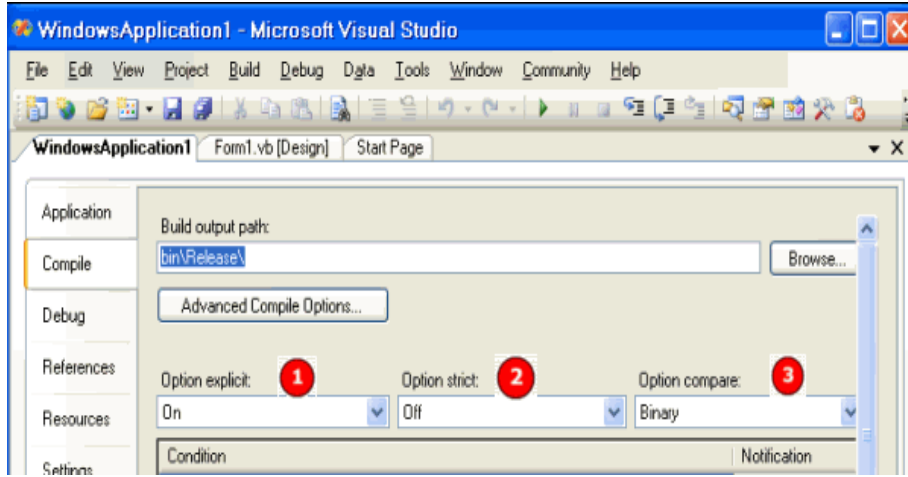 WindowsApplication1 - Microsoft Visual Studio
File Edit View Project Build Debug Data Tools Window Community Help
WindowsApplication1 Form1.vb [Design] Start Page
Application
Build output path:
bin\Release\ Browse...
Compile
Advanced Compile Options...
Debug
References
Option explicit: 1 Option strict: 2 Option compare: 3
On Off Binary
Resources
Condition Notification
Settings